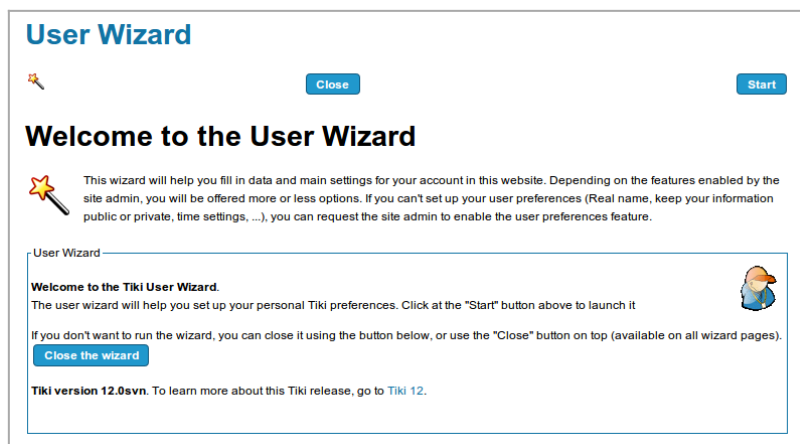 User Wizard
Close
Start
Welcome to the User Wizard
This wizard will help you fill in data and main settings for your account in this website. Depending on the features enabled by the
site admin, you will be offered more or less options. If you can't set up your user preferences (Real name, keep your information
public or private, time settings, ...), you can request the site admin to enable the user preferences feature.
User Wizard
Welcome to the Tiki User Wizard.
The user wizard will help you set up your personal Tiki preferences. Click at the "Start" button above to launch it
If you don't want to run the wizard, you can close it using the button below, or use the "Close" button on top (available on all wizard pages).
Close the wizard
Tiki version 12.0svn. To learn more about this Tiki release, go to Tiki 12.